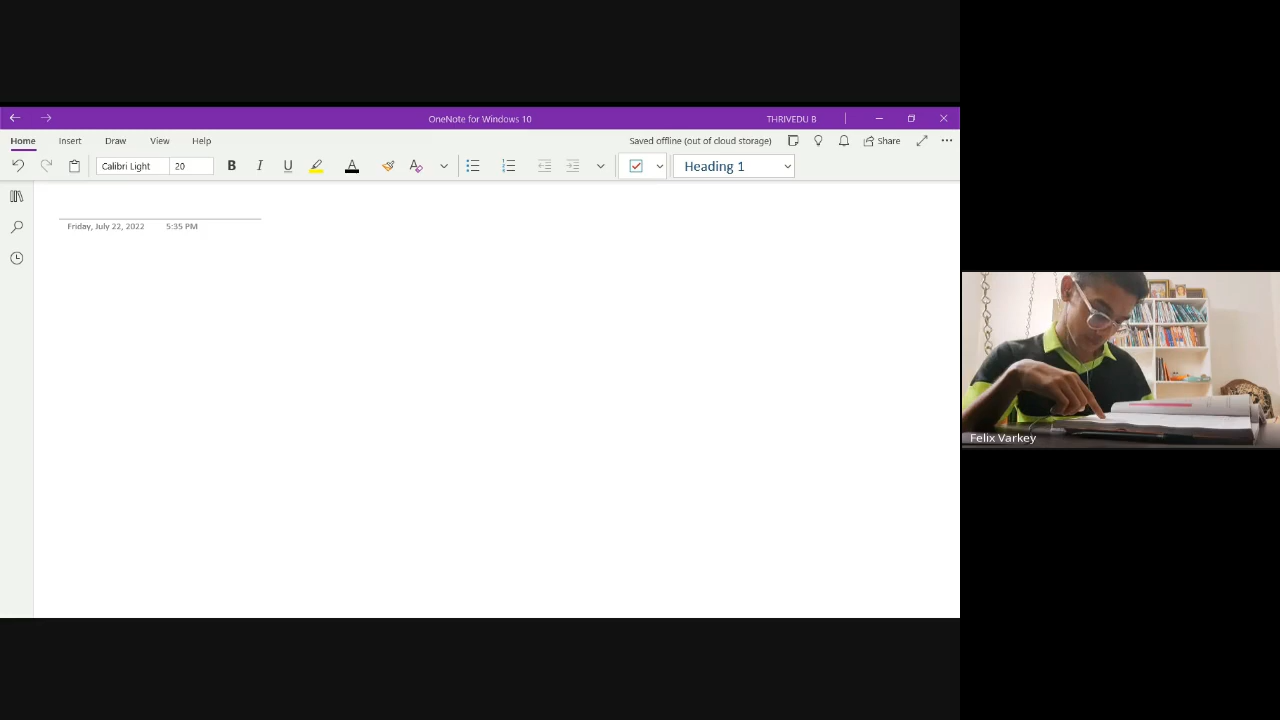 OneNote for Windows 10
THRIVEDU B
Home Insert Draw View Help
Saved offline (out of cloud storage)
Share
Calibri Light 20 B I U A A Heading 1
Friday, July 22, 2022 5:35 PM
Felix Varkey